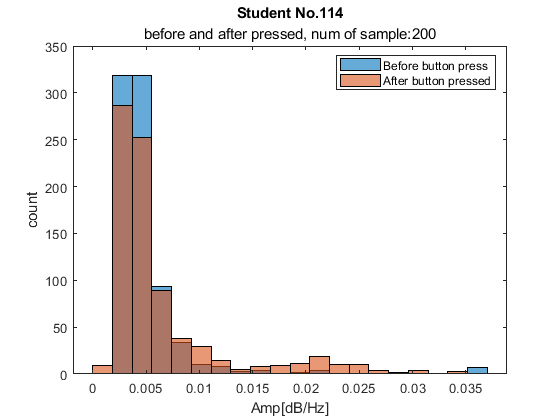 Student No.114
before and after pressed, num of sample:200
350
300
250
200
150
100
50
0
count
Before button press
After button pressed
0 0.005 0.01 0.015 0.02 0.025 0.03 0.035
Amp[dB/Hz]